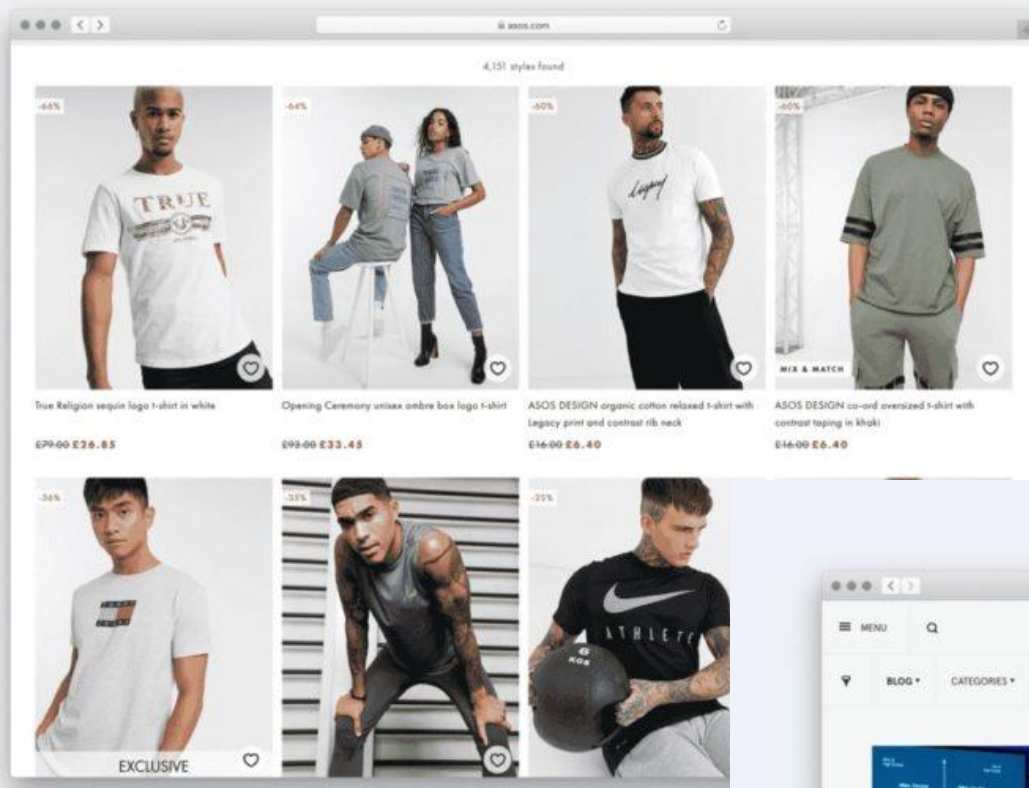 asos.com
4,151 styles found
-66%
-64%
-60%
-60%
TRUE
Legacy
MIX & MATCH
True Religion sequin logo t-shirt in white
Opening Ceremony unisex ombre box logo t-shirt
ASOS DESIGN organic cotton relaxed t-shirt with
Legacy print and contrast rib neck
ASOS DESIGN co-ord oversized t-shirt with
contrast taping in khaki
£79.00 £26.85
£93.00 £33.45
£16.00 £6.40
£16.00 £6.40
-36%
-35%
-25%
ATHLETE
6
KGS
EXCLUSIVE
MENU
BLOG
CATEGORIES